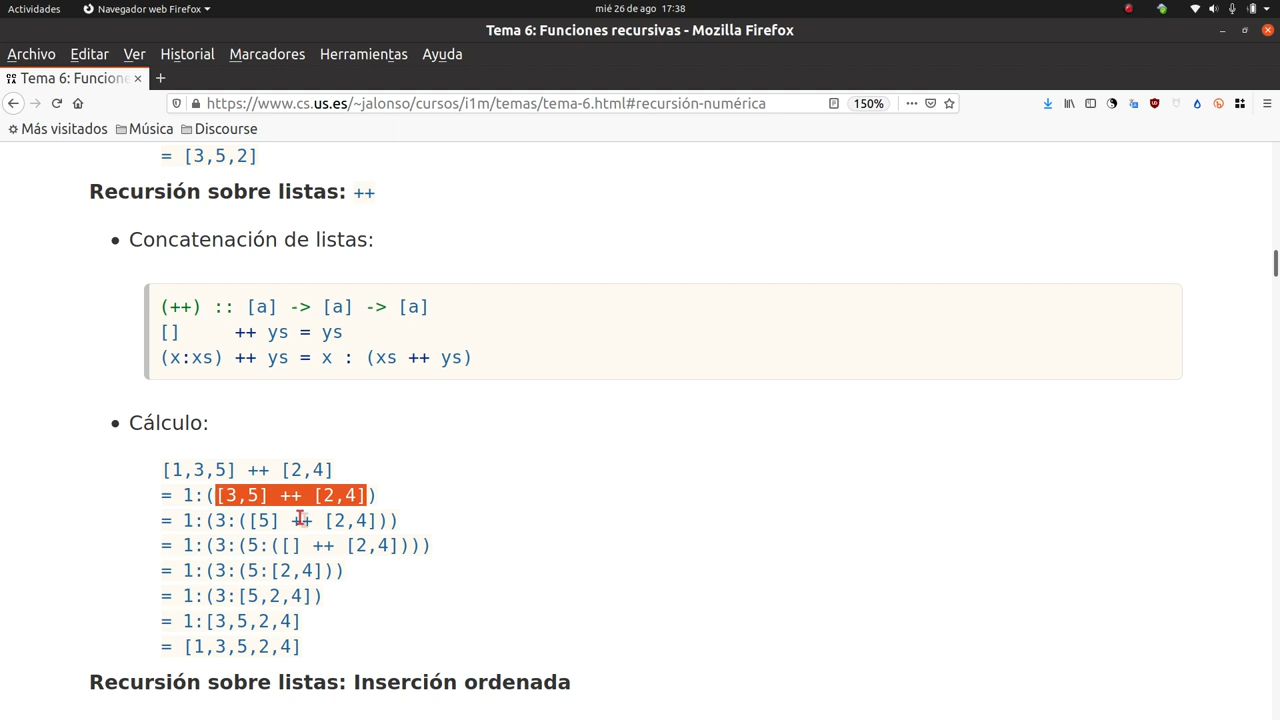 Actividades
Navegador web Firefox
mié 26 de ago 17:38
Tema 6: Funciones recursivas - Mozilla Firefox
Archivo Editar Ver Historial Marcadores Herramientas Ayuda
Tema 6: Funcione
https://www.cs.us.es/~jalonso/cursos/i1m/temas/tema-6.html#recursión-numérica
150%
Más visitados Música Discourse
= [3,5,2]
Recursión sobre listas: ++
• Concatenación de listas:
(++) :: [a] -> [a] -> [a]
[]     ++ ys = ys
(x:xs) ++ ys = x : (xs ++ ys)
• Cálculo:
[1,3,5] ++ [2,4]
= 1:([3,5] ++ [2,4])
= 1:(3:([5] ++ [2,4]))
= 1:(3:(5:([] ++ [2,4])))
= 1:(3:(5:[2,4]))
= 1:(3:[5,2,4])
= 1:[3,5,2,4]
= [1,3,5,2,4]
Recursión sobre listas: Inserción ordenada